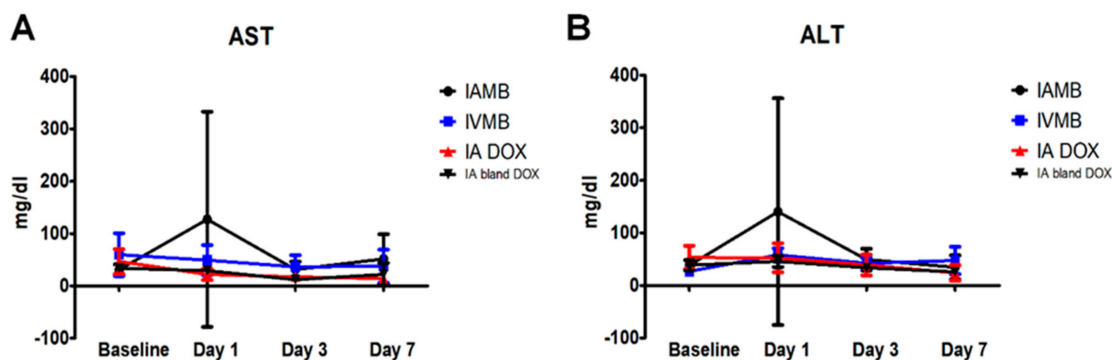 A
AST
mg/dl
400
300
200
100
0
-100
Baseline Day 1 Day 3 Day 7
IAMB
IVMB
IA DOX
IA bland DOX
B
ALT
mg/dl
400
300
200
100
0
-100
Baseline Day 1 Day 3 Day 7
IAMB
IVMB
IA DOX
IA bland DOX